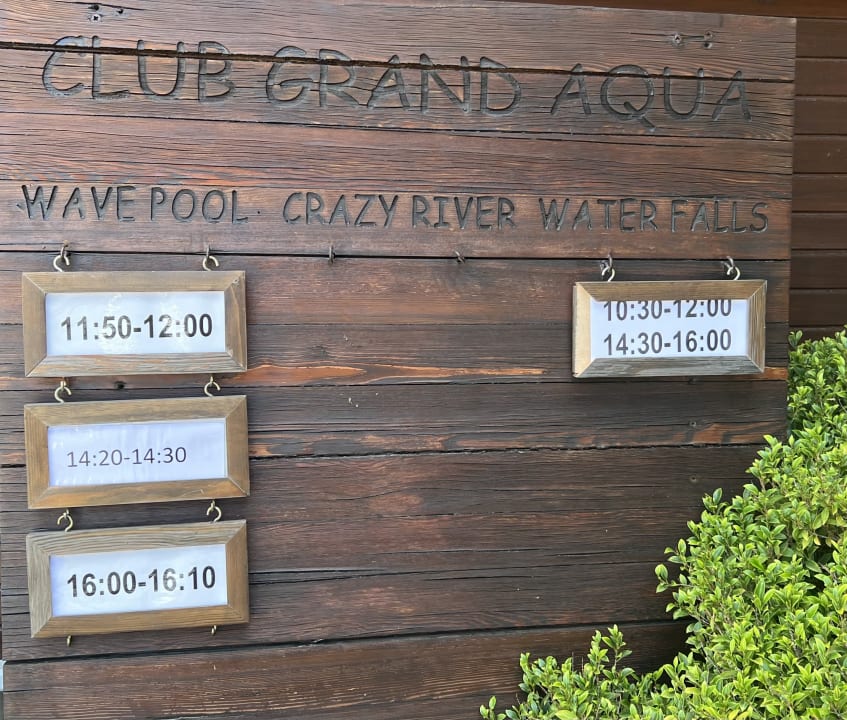 CLUB GRAND AQUA
WAVE POOL CRAZY RIVER WATER FALLS
11:50-12:00
10:30-12:00
14:30-16:00
14:20-14:30
16:00-16:10